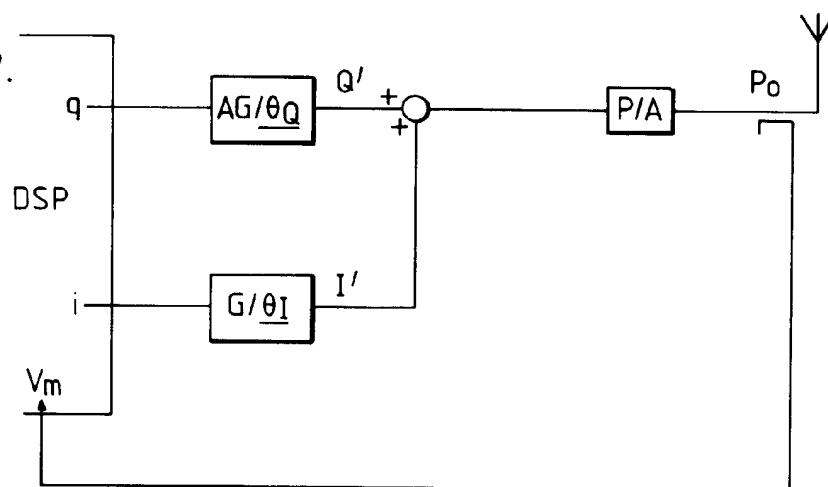 q
AG/θQ
Q'
+
+
P/A
Po
DSP
i
G/θI
I'
Vm